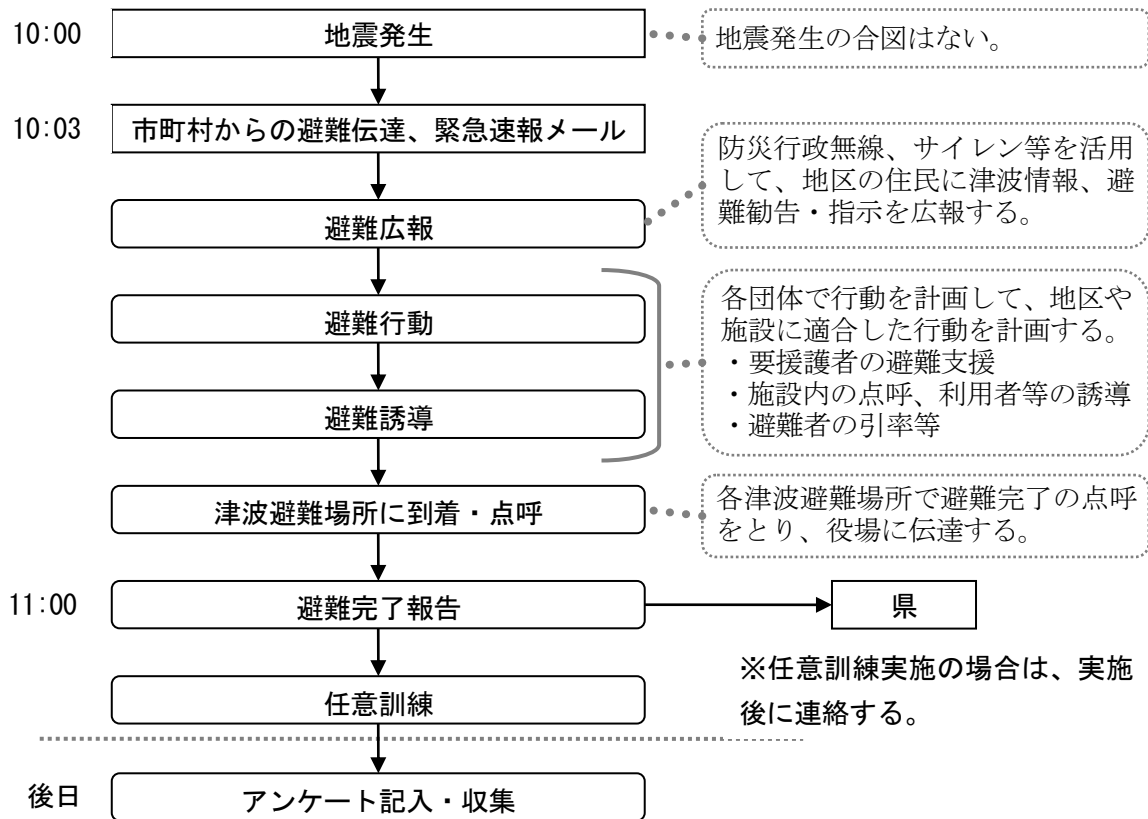 10:00
地震発生
地震発生の合図はない。
10:03
市町村からの避難伝達、緊急速報メール
防災行政無線、サイレン等を活用
して、地区の住民に津波情報、避
難勧告・指示を広報する。
避難広報
各団体で行動を計画して、地区や
施設に適合した行動を計画する。
・要援護者の避難支援
・施設内の点呼、利用者等の誘導
・避難者の引率等
避難行動
避難誘導
津波避難場所に到着・点呼
各津波避難場所で避難完了の点呼
をとり、役場に伝達する。
11:00
避難完了報告
県
※任意訓練実施の場合は、実施
後に連絡する。
任意訓練
後日
アンケート記入・収集